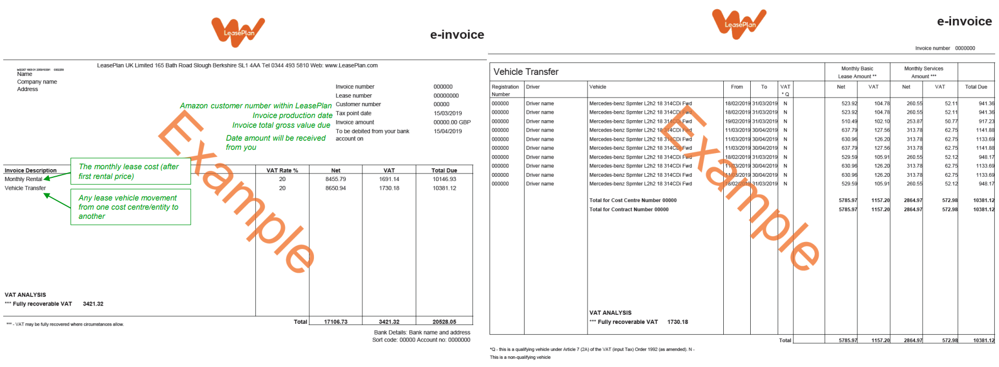 LeasePlan
e-invoice
LeasePlan UK Limited 165 Bath Road Slough Berkshire SL1 4AA Tel 0344 493 5810 Web: www.LeasePlan.com
Name
Company name
Address
Invoice number 000000
Lease number 00000000
Amazon customer number within LeasePlan Customer number 00000
Invoice production date Tax point date 15/03/2019
Invoice total gross value due Invoice amount 00000.00 GBP
Date amount will be received from you
To be debited from your bank account on 15/04/2019
Invoice Description VAT Rate % Net VAT Total Due
Monthly Rental 20 8455.79 1691.14 10146.93
Vehicle Transfer 20 8650.94 1730.18 10381.12
The monthly lease cost (after
first rental price)
Any lease vehicle movement
from one cost centre/entity to
another
Example
VAT ANALYSIS
*** Fully recoverable VAT 3421.32
Total 17106.73 3421.32 20528.05
*** - VAT may be fully recovered where circumstances allow.
Bank Details: Bank name and address
Sort code: 00000 Account no: 0000000
LeasePlan
e-invoice
Invoice number 0000000
Vehicle Transfer
Monthly Basic Lease Amount **
Monthly Services Amount ***
Registration Number Driver Vehicle From To VAT * Q Net VAT Net VAT Total Due
000000 Driver name Mercedes-benz Sprnter L2h2 18 314CDi Fwd 18/02/2019 31/03/2019 N 523.92 104.78 260.55 52.11 941.36
000000 Driver name Mercedes-benz Sprnter L2h2 18 314CDi Fwd 18/02/2019 31/03/2019 N 523.92 104.78 260.55 52.11 941.36
000000 Driver name Mercedes-benz Sprnter L2h2 18 314CDi Fwd 19/02/2019 31/03/2019 N 510.49 102.10 253.87 50.77 917.23
000000 Driver name Mercedes-benz Sprnter L2h2 18 314CDi Fwd 11/03/2019 30/04/2019 N 637.79 127.56 313.78 62.75 1141.88
000000 Driver name Mercedes-benz Sprnter L2h2 18 314CDi Fwd 11/03/2019 30/04/2019 N 630.96 126.20 313.78 62.75 1133.69
000000 Driver name Mercedes-benz Sprnter L2h2 18 314CDi Fwd 11/03/2019 30/04/2019 N 637.79 127.56 313.78 62.75 1141.88
000000 Driver name Mercedes-benz Sprnter L2h2 18 314CDi Fwd 18/02/2019 31/03/2019 N 529.59 105.91 260.55 52.12 948.17
000000 Driver name Mercedes-benz Sprnter L2h2 18 314CDi Fwd 11/03/2019 30/04/2019 N 630.96 126.20 313.78 62.75 1133.69
000000 Driver name Mercedes-benz Sprnter L2h2 18 314CDi Fwd 11/03/2019 30/04/2019 N 630.96 126.20 313.78 62.75 1133.69
000000 Driver name Mercedes-benz Sprnter L2h2 18 314CDi Fwd 18/02/2019 31/03/2019 N 529.59 105.91 260.55 52.12 948.17
Total for Cost Centre Number 00000 5785.97 1157.20 2864.97 572.98 10381.12
Total for Contract Number 00000 5785.97 1157.20 2864.97 572.98 10381.12
Example
VAT ANALYSIS
*** Fully recoverable VAT 1730.18
Total 5785.97 1157.20 2864.97 572.98 10381.12
*Q - this is a qualifying vehicle under Article 7 (2A) of the VAT (input Tax) Order 1992 (as amended). N -
This is a non-qualifying vehicle